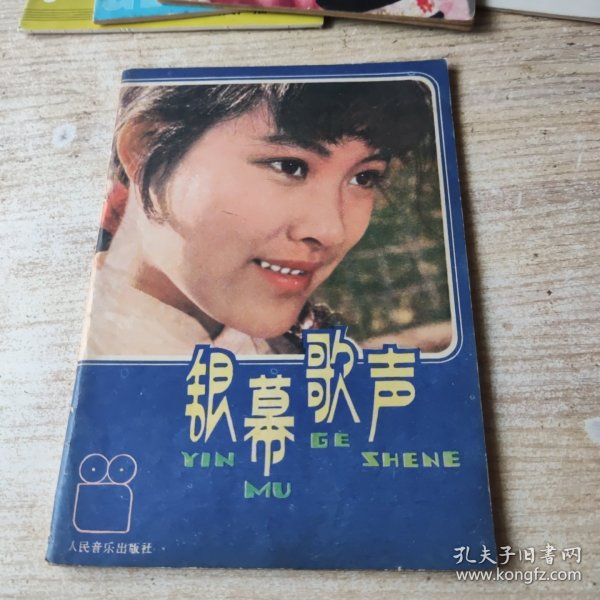 银幕歌声
YIN MU GE SHENE
人民音乐出版社
孔夫子旧书网
www.kongfz.com